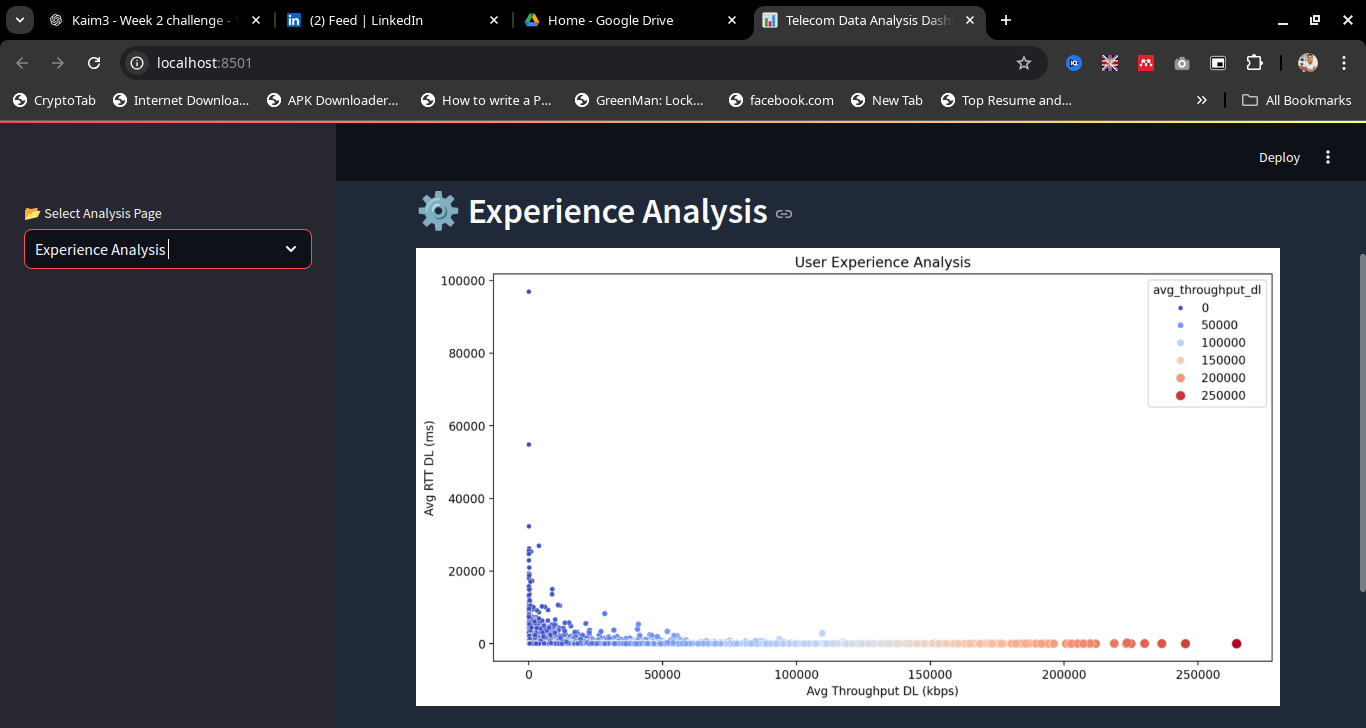 Kaim3 - Week 2 challenge -
(2) Feed | LinkedIn
Home - Google Drive
Telecom Data Analysis Dash
localhost:8501
CryptoTab
Internet Downloa...
APK Downloader...
How to write a P...
GreenMan: Lock...
facebook.com
New Tab
Top Resume and...
All Bookmarks
Deploy
Select Analysis Page
Experience Analysis
Experience Analysis
User Experience Analysis
avg_throughput_dl
0
50000
100000
150000
200000
250000
Avg RTT DL (ms)
100000
80000
60000
40000
20000
0
0 50000 100000 150000 200000 250000
Avg Throughput DL (kbps)